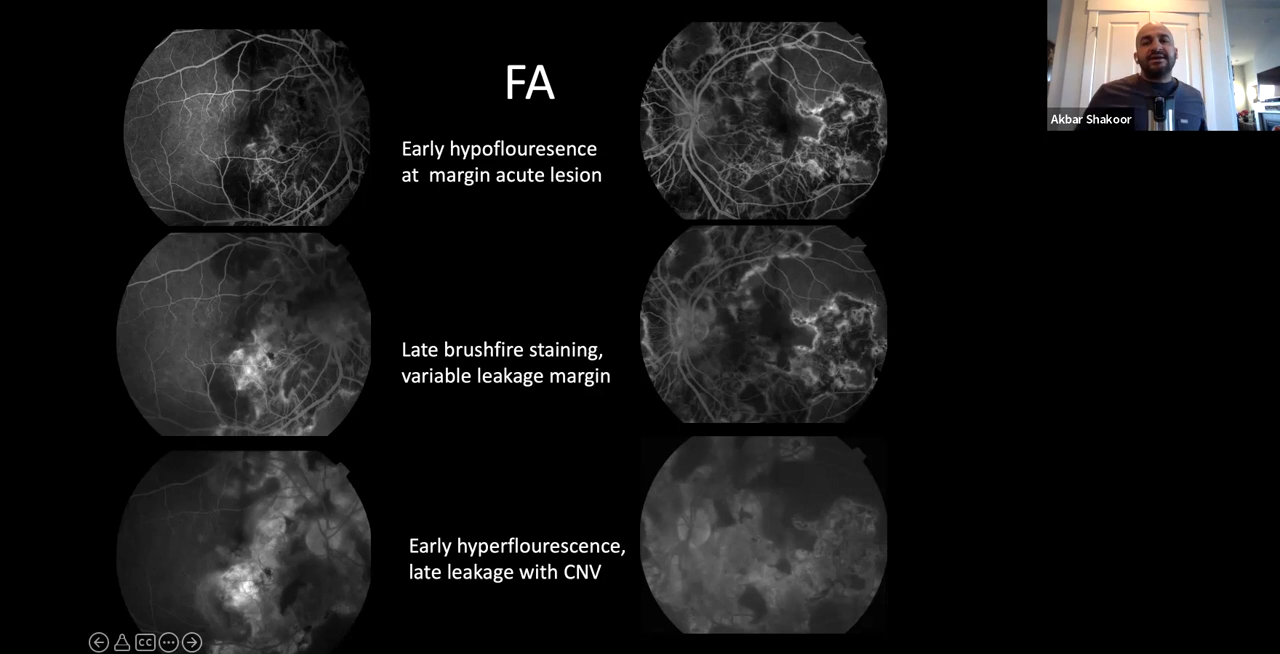 FA
Akbar Shakoor
Early hypoflouresence
at margin acute lesion
Late brushfire staining,
variable leakage margin
Early hyperflourescence,
late leakage with CNV
CC